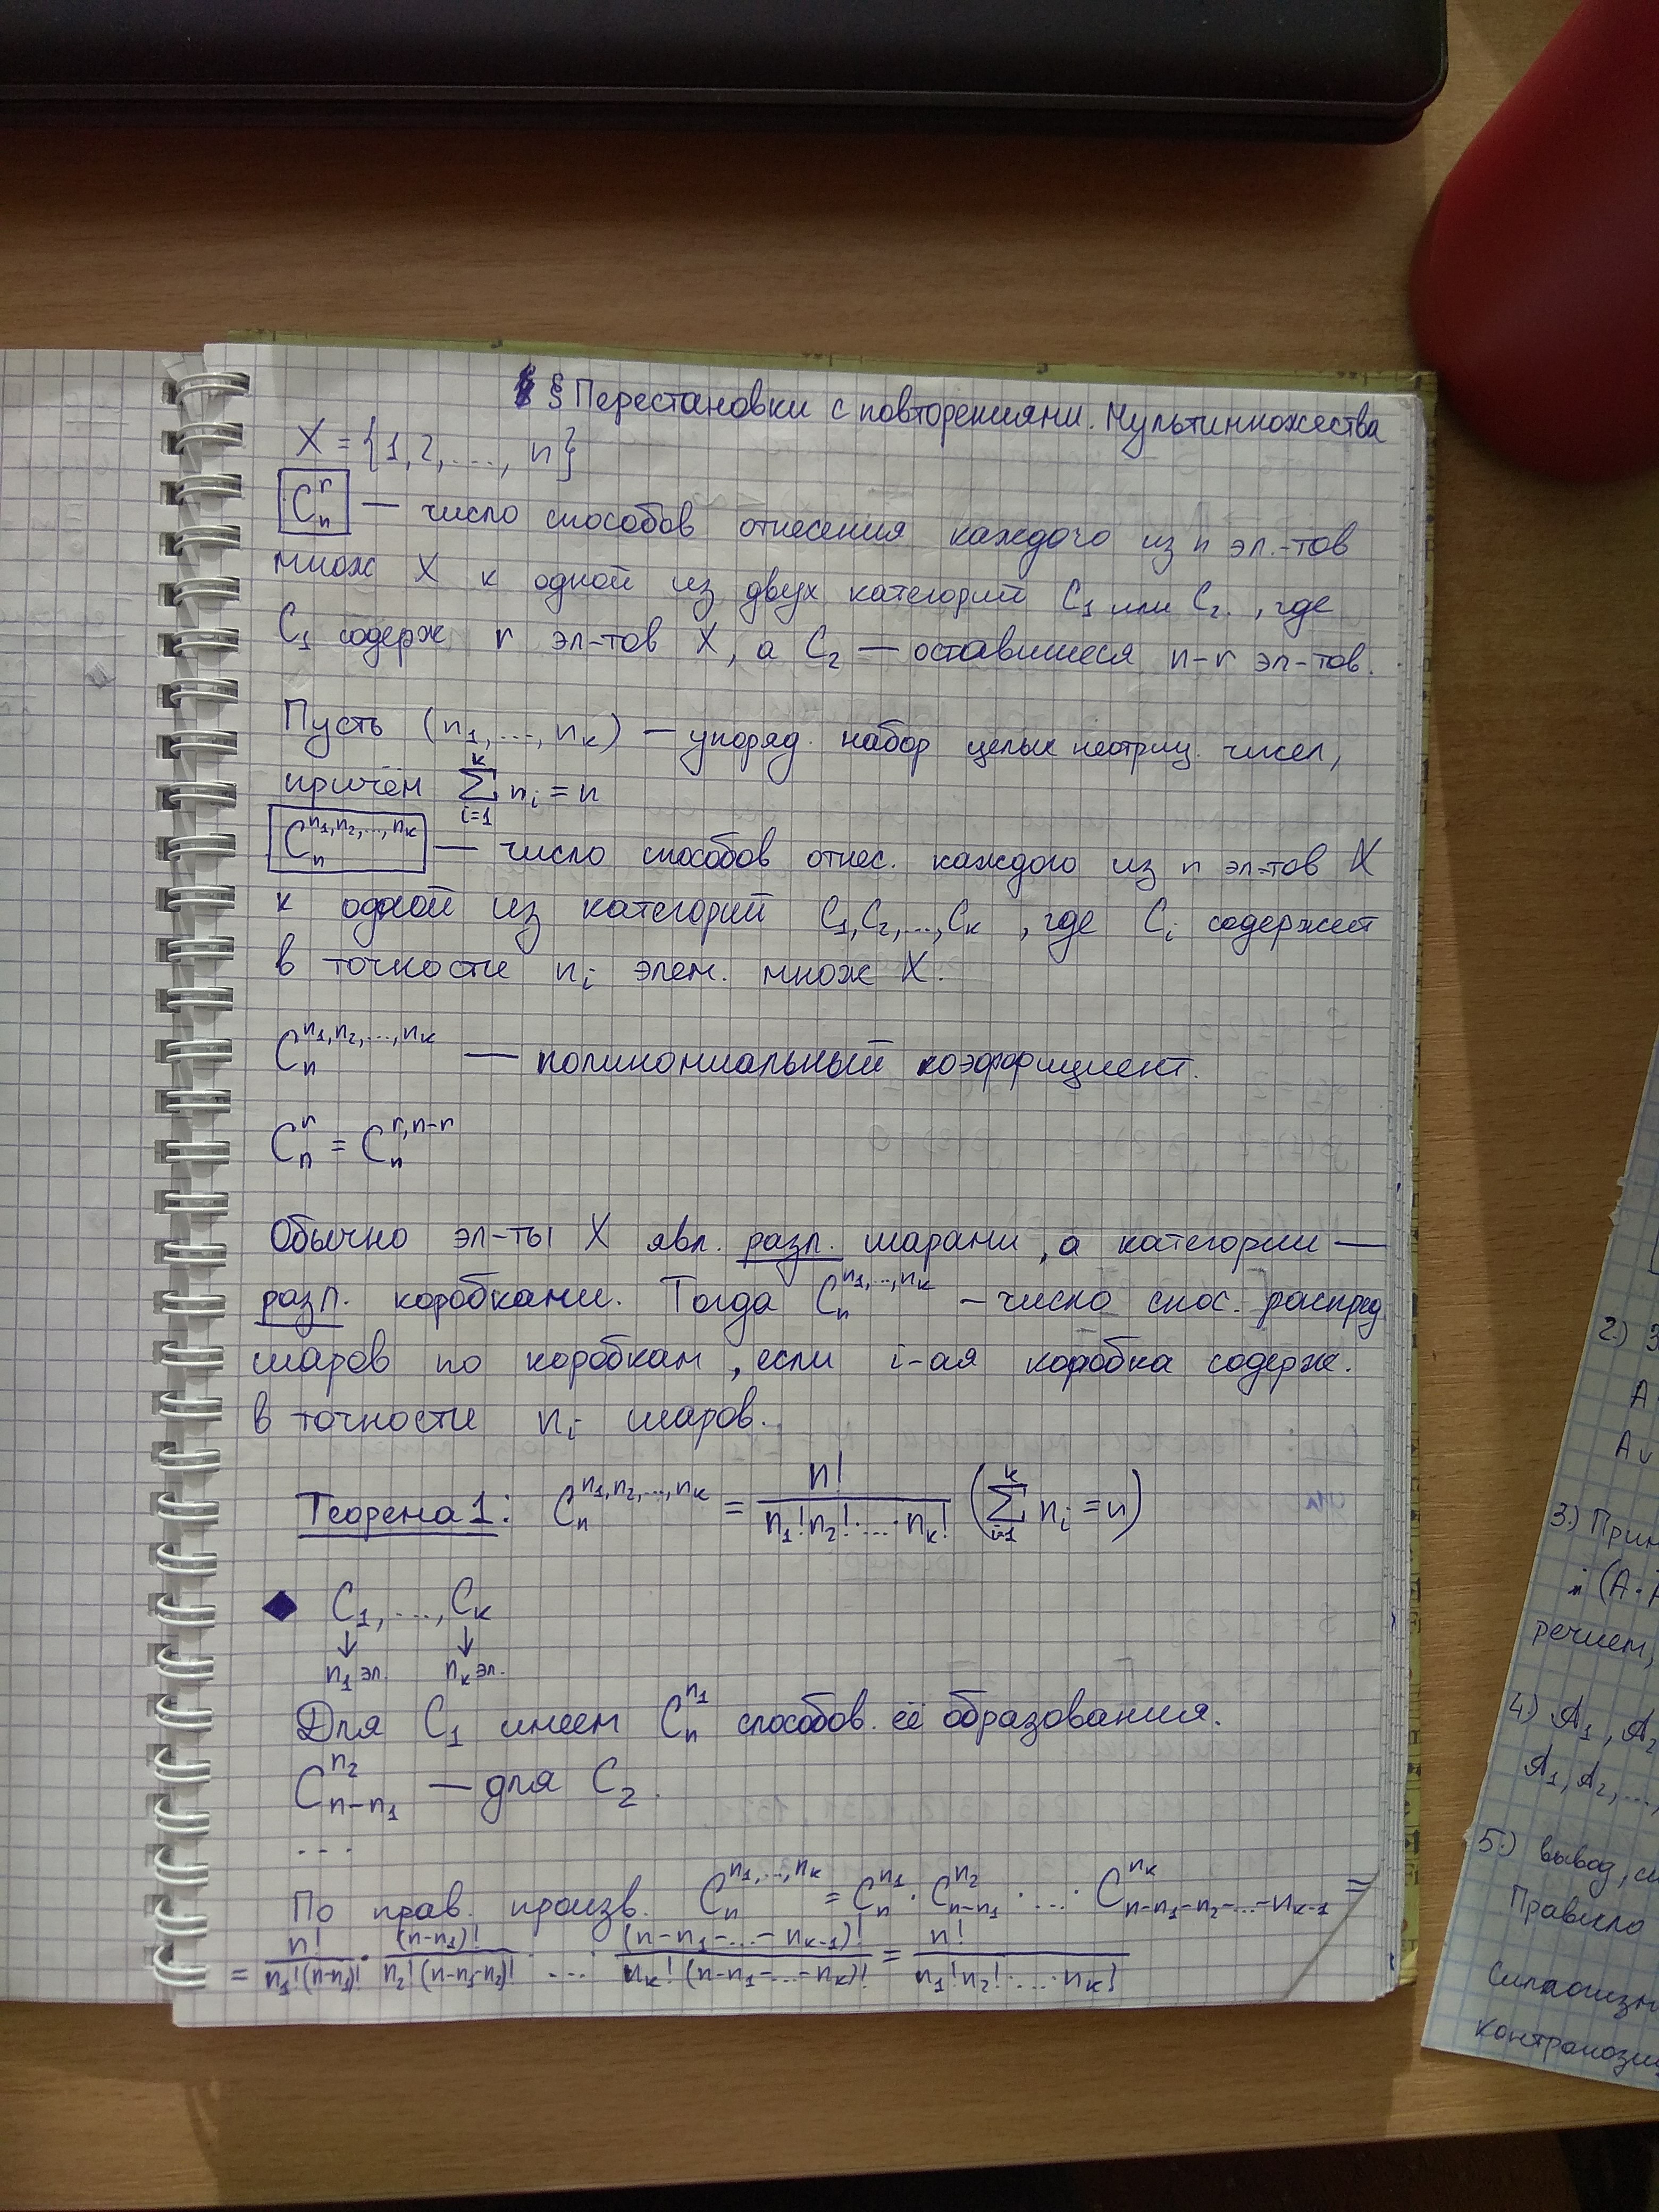 § Перестановки с повторениями. Мультимножества
X = {1, 2, ..., n}
C_n^r — число способов отнесения каждого из n эл.-тов
множ X к одной из двух категорий C_1 или C_2, где
C_1 содерж r эл-тов X, а C_2 — оставшиеся n-r эл-тов.
Пусть (n_1, ..., n_k) — упоряд. набор целых неотриц. чисел,
причём \sum_{i=1}^{k} n_i = n
C_n^{n_1, n_2, ..., n_k} — число способов отнес. каждого из n эл-тов X
к одной из категорий C_1, C_2, ..., C_k, где C_i содержит
в точности n_i элем. множ X.
C_n^{n_1, n_2, ..., n_k} — полиномиальный коэффициент.
C_n^r = C_n^{r, n-r}
Обычно эл-ты X явл. разл. шарами, а категории —
разл. коробками. Тогда C_n^{n_1, ..., n_k} - число спос. распред
шаров по коробкам, если i-ая коробка содерж.
в точности n_i шаров.
Теорема 1: C_n^{n_1, n_2, ..., n_k} = \frac{n!}{n_1! n_2! · ... · n_k!} (\sum_{i=1}^{k} n_i = n)
◆ C_1, ..., C_k
↓ ↓
n_1 эл. n_k эл.
Для C_1 имеем C_n^{n_1} способов её образования.
C_{n-n_1}^{n_2} — для C_2.
...
По прав. произв. C_n^{n_1, ..., n_k} = C_n^{n_1} · C_{n-n_1}^{n_2} · ... · C_{n-n_1-n_2-...-n_{k-1}}^{n_k} =
= \frac{n!}{n_1!(n-n_1)!} · \frac{(n-n_1)!}{n_2!(n-n_1-n_2)!} ... \frac{(n-n_1-...-n_{k-1})!}{n_k!(n-n_1-...-n_k)!} = \frac{n!}{n_1! n_2! · ... · n_k!}
2.) З
A
A v
3.) Прин
(A·
речием,
4.) A_1, A_2
A_1, A_2, ...,
5.) вывод, сл
Правило
Силлогизм
контрапози